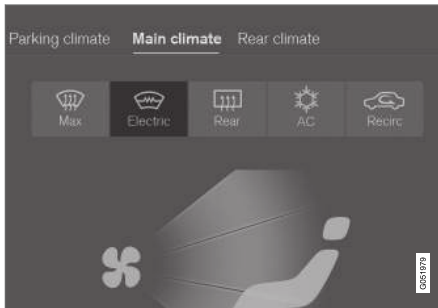 Parking climate Main climate Rear climate
Max Electric Rear AC Recirc
G051979